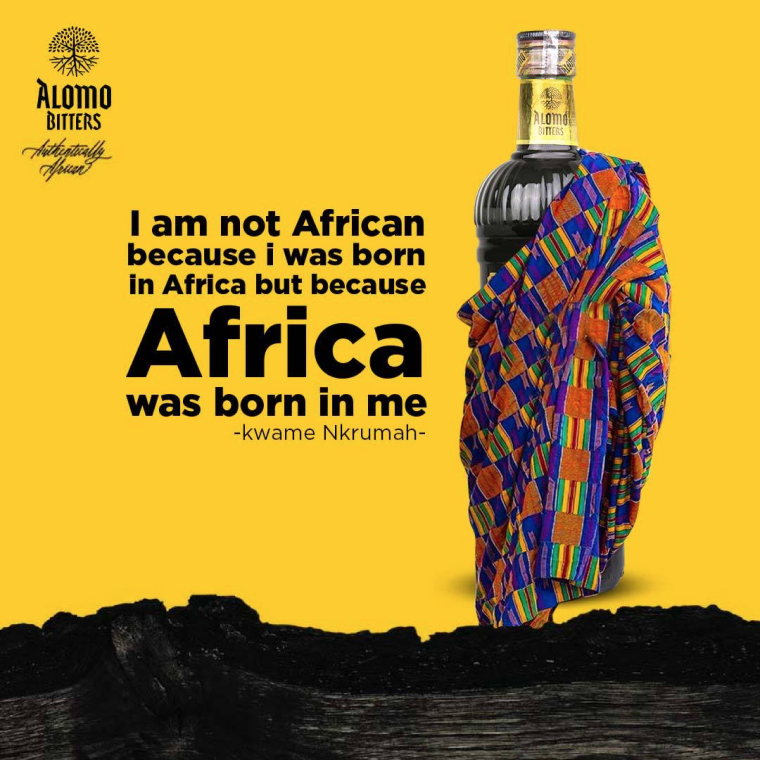 ALOMO
BITTERS
Authentically
African
ALOMO
BITTERS
I am not African
because i was born
in Africa but because
Africa
was born in me
-kwame Nkrumah-